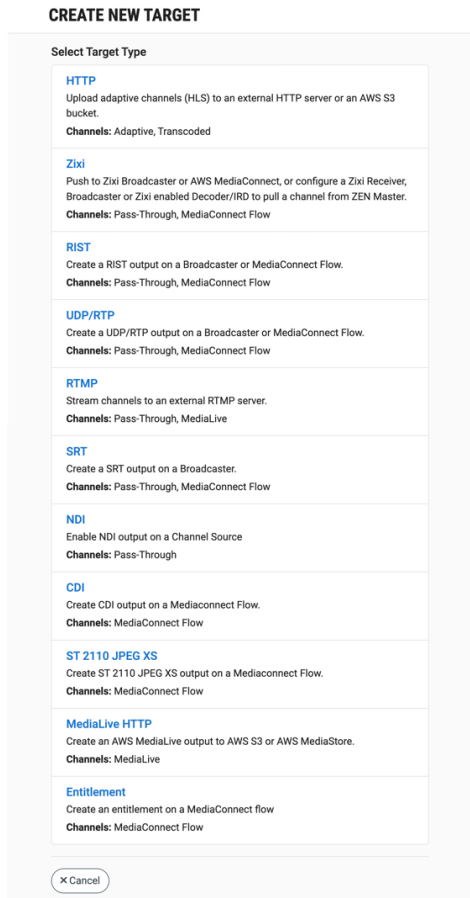 CREATE NEW TARGET
Select Target Type
HTTP
Upload adaptive channels (HLS) to an external HTTP server or an AWS S3
bucket.
Channels: Adaptive, Transcoded
Zixi
Push to Zixi Broadcaster or AWS MediaConnect, or configure a Zixi Receiver,
Broadcaster or Zixi enabled Decoder/IRD to pull a channel from ZEN Master.
Channels: Pass-Through, MediaConnect Flow
RIST
Create a RIST output on a Broadcaster or MediaConnect Flow.
Channels: Pass-Through, MediaConnect Flow
UDP/RTP
Create a UDP/RTP output on a Broadcaster or MediaConnect Flow.
Channels: Pass-Through, MediaConnect Flow
RTMP
Stream channels to an external RTMP server.
Channels: Pass-Through, MediaLive
SRT
Create a SRT output on a Broadcaster.
Channels: Pass-Through, MediaConnect Flow
NDI
Enable NDI output on a Channel Source
Channels: Pass-Through
CDI
Create CDI output on a Mediaconnect Flow.
Channels: MediaConnect Flow
ST 2110 JPEG XS
Create ST 2110 JPEG XS output on a Mediaconnect Flow.
Channels: MediaConnect Flow
MediaLive HTTP
Create an AWS MediaLive output to AWS S3 or AWS MediaStore.
Channels: MediaLive
Entitlement
Create an entitlement on a MediaConnect flow
Channels: MediaConnect Flow
✕ Cancel